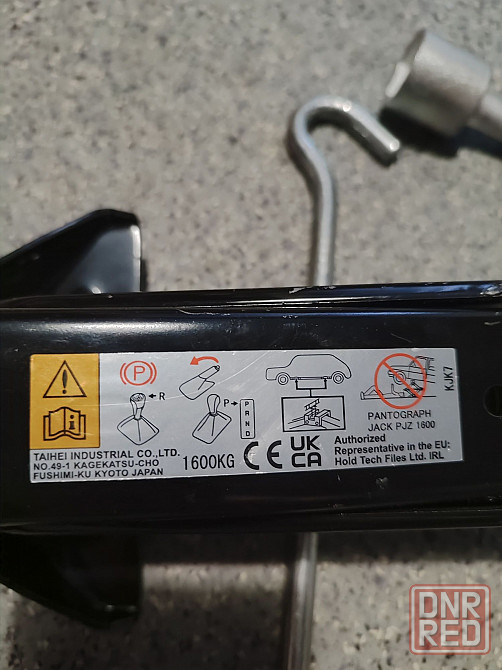 P
R
P
P
R
N
D
KJK7
PANTOGRAPH
JACK PJZ 1600
TAIHEI INDUSTRIAL CO.,LTD.
NO.49-1 KAGEKATSU-CHO
FUSHIMI-KU KYOTO JAPAN
1600KG
CE
UK
CA
Authorized
Representative in the EU:
Hold Tech Files Ltd. IRL
DNR
RED